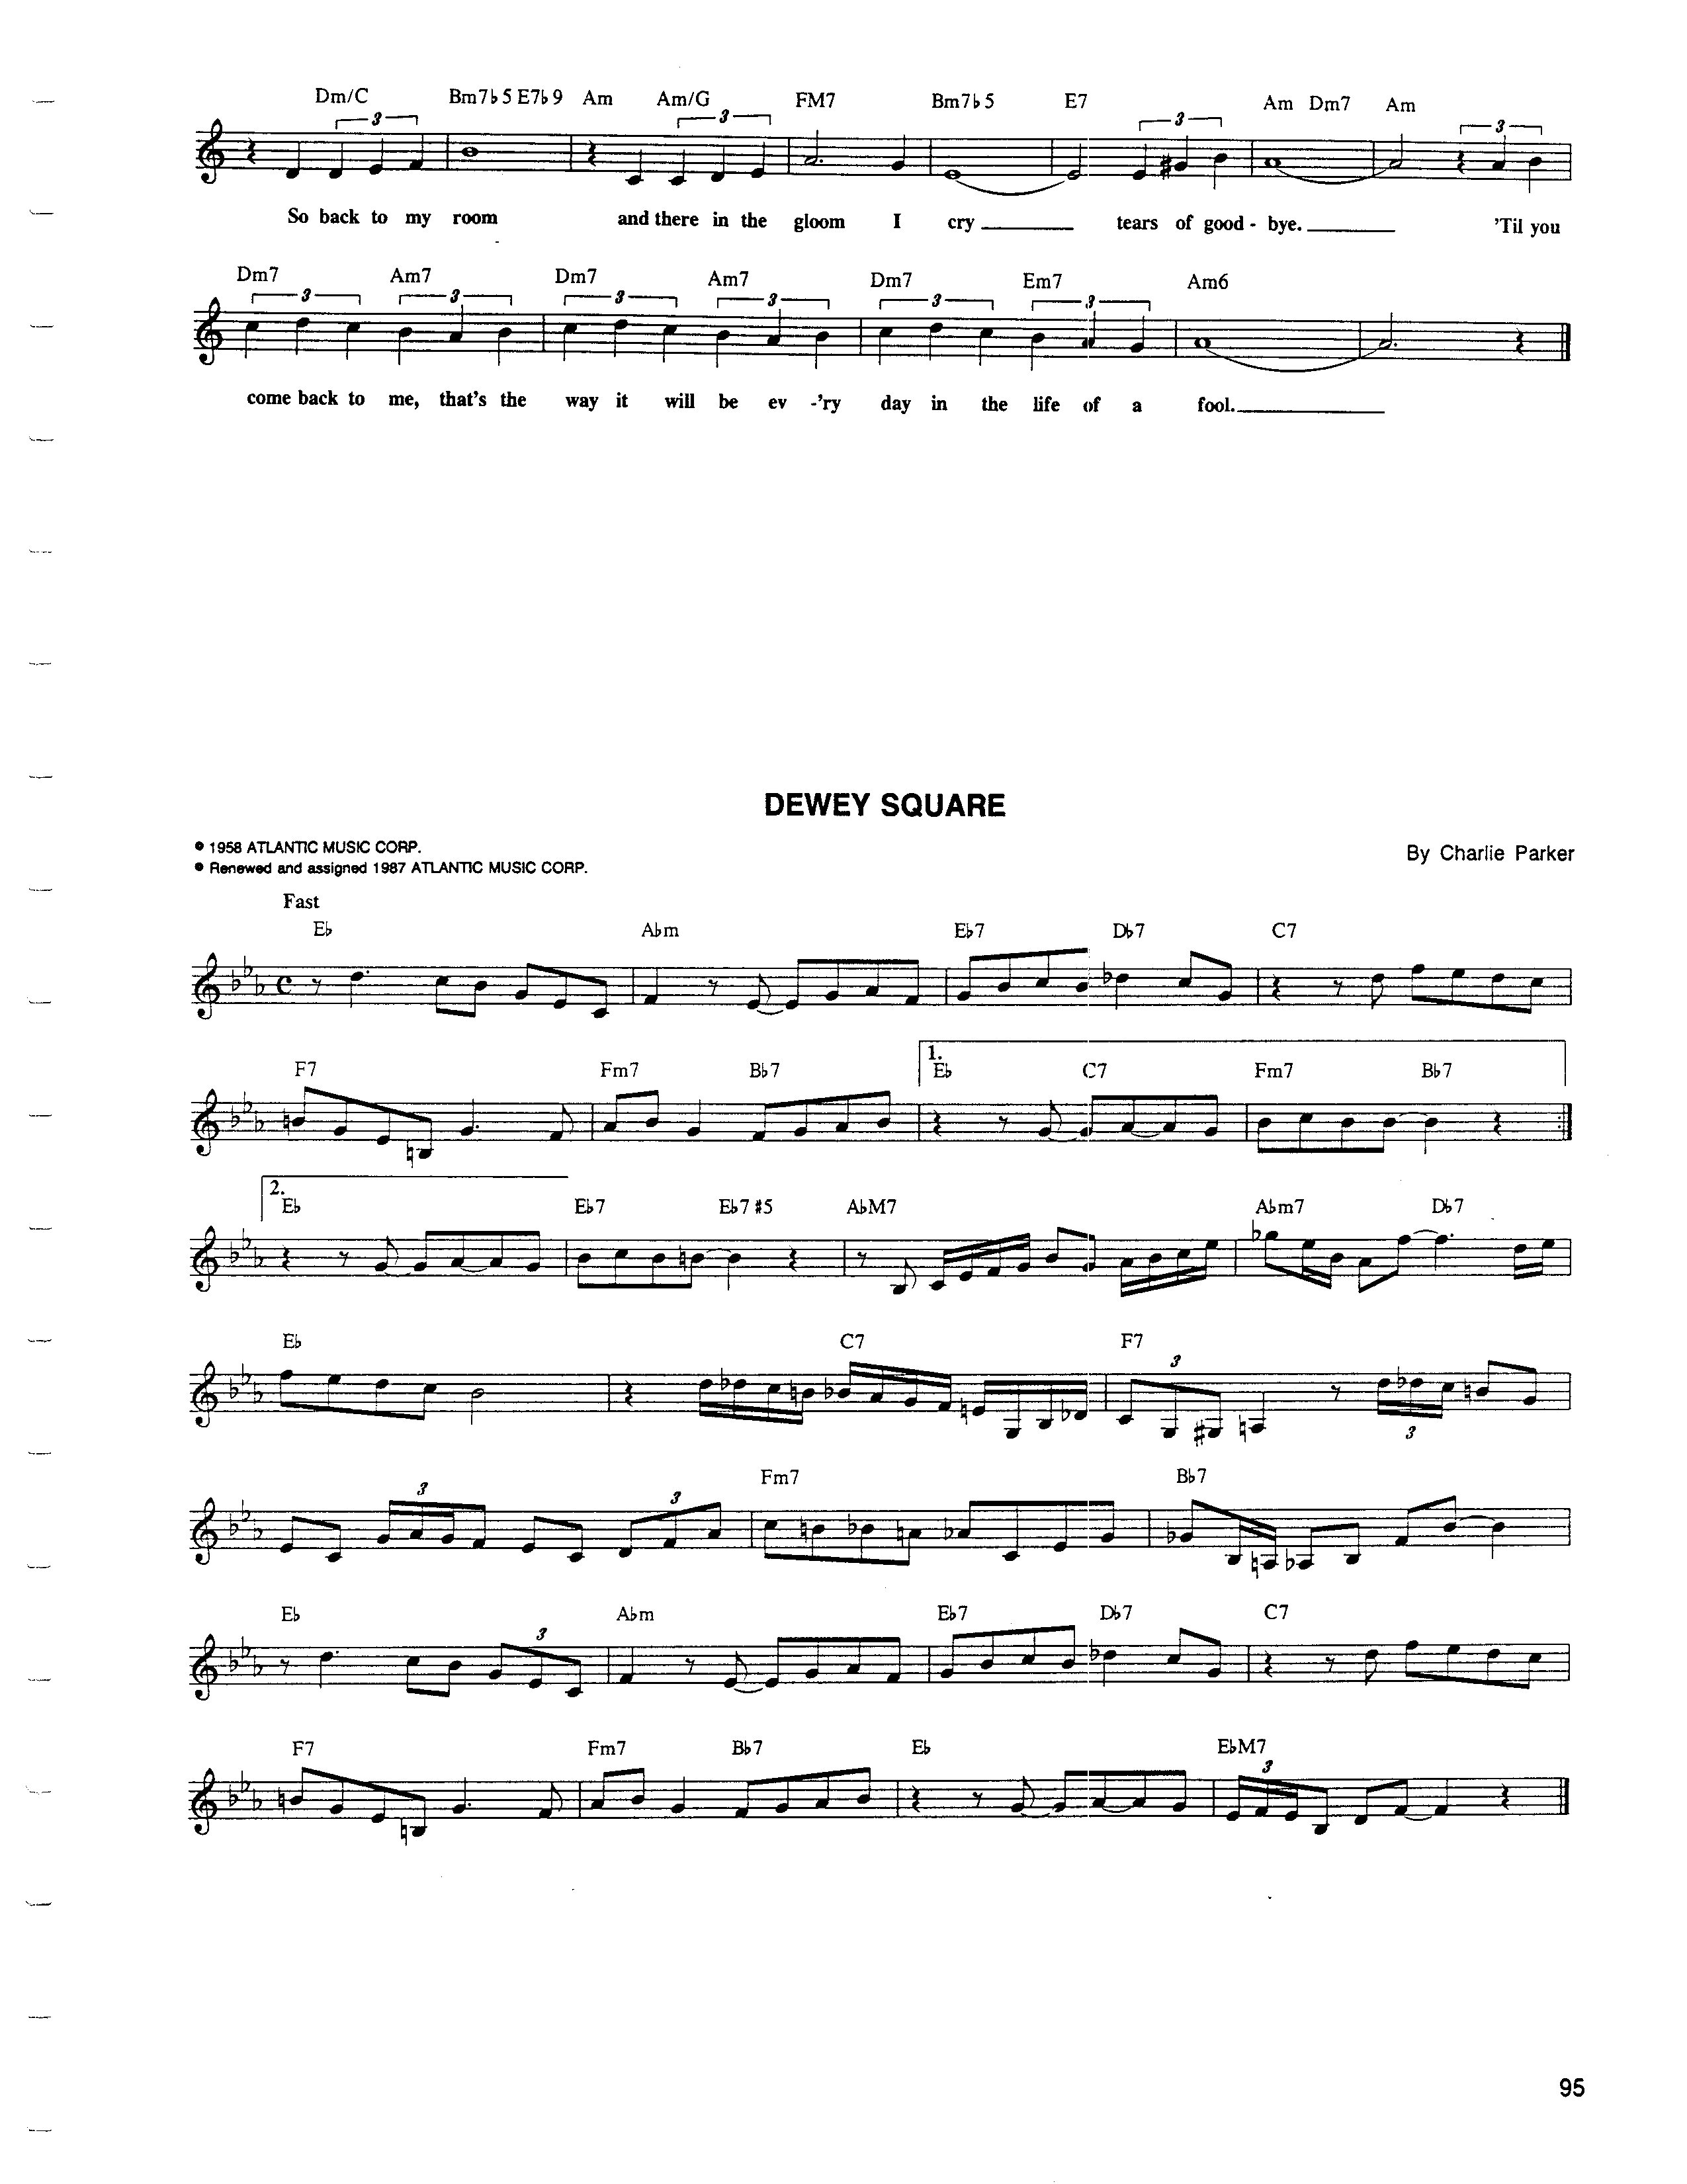 Dm/C Bm7♭5 E7♭9 Am Am/G FM7 Bm7♭5 E7 Am Dm7 Am
3 3 3 3
So back to my room and there in the gloom I cry tears of good - bye. 'Til you
Dm7 Am7 Dm7 Am7 Dm7 Em7 Am6
3 3 3 3 3 3
come back to me, that's the way it will be ev -'ry day in the life of a fool.
DEWEY SQUARE
© 1958 ATLANTIC MUSIC CORP.
© Renewed and assigned 1987 ATLANTIC MUSIC CORP.
By Charlie Parker
Fast
E♭ A♭m E♭7 D♭7 C7
1.
F7 Fm7 B♭7 E♭ C7 Fm7 B♭7
2.
E♭ E♭7 E♭7 #5 A♭M7 A♭m7 D♭7
E♭ C7 F7
3 3
Fm7 B♭7
3 3
E♭ A♭m E♭7 D♭7 C7
3
F7 Fm7 B♭7 E♭ E♭M7
3
95